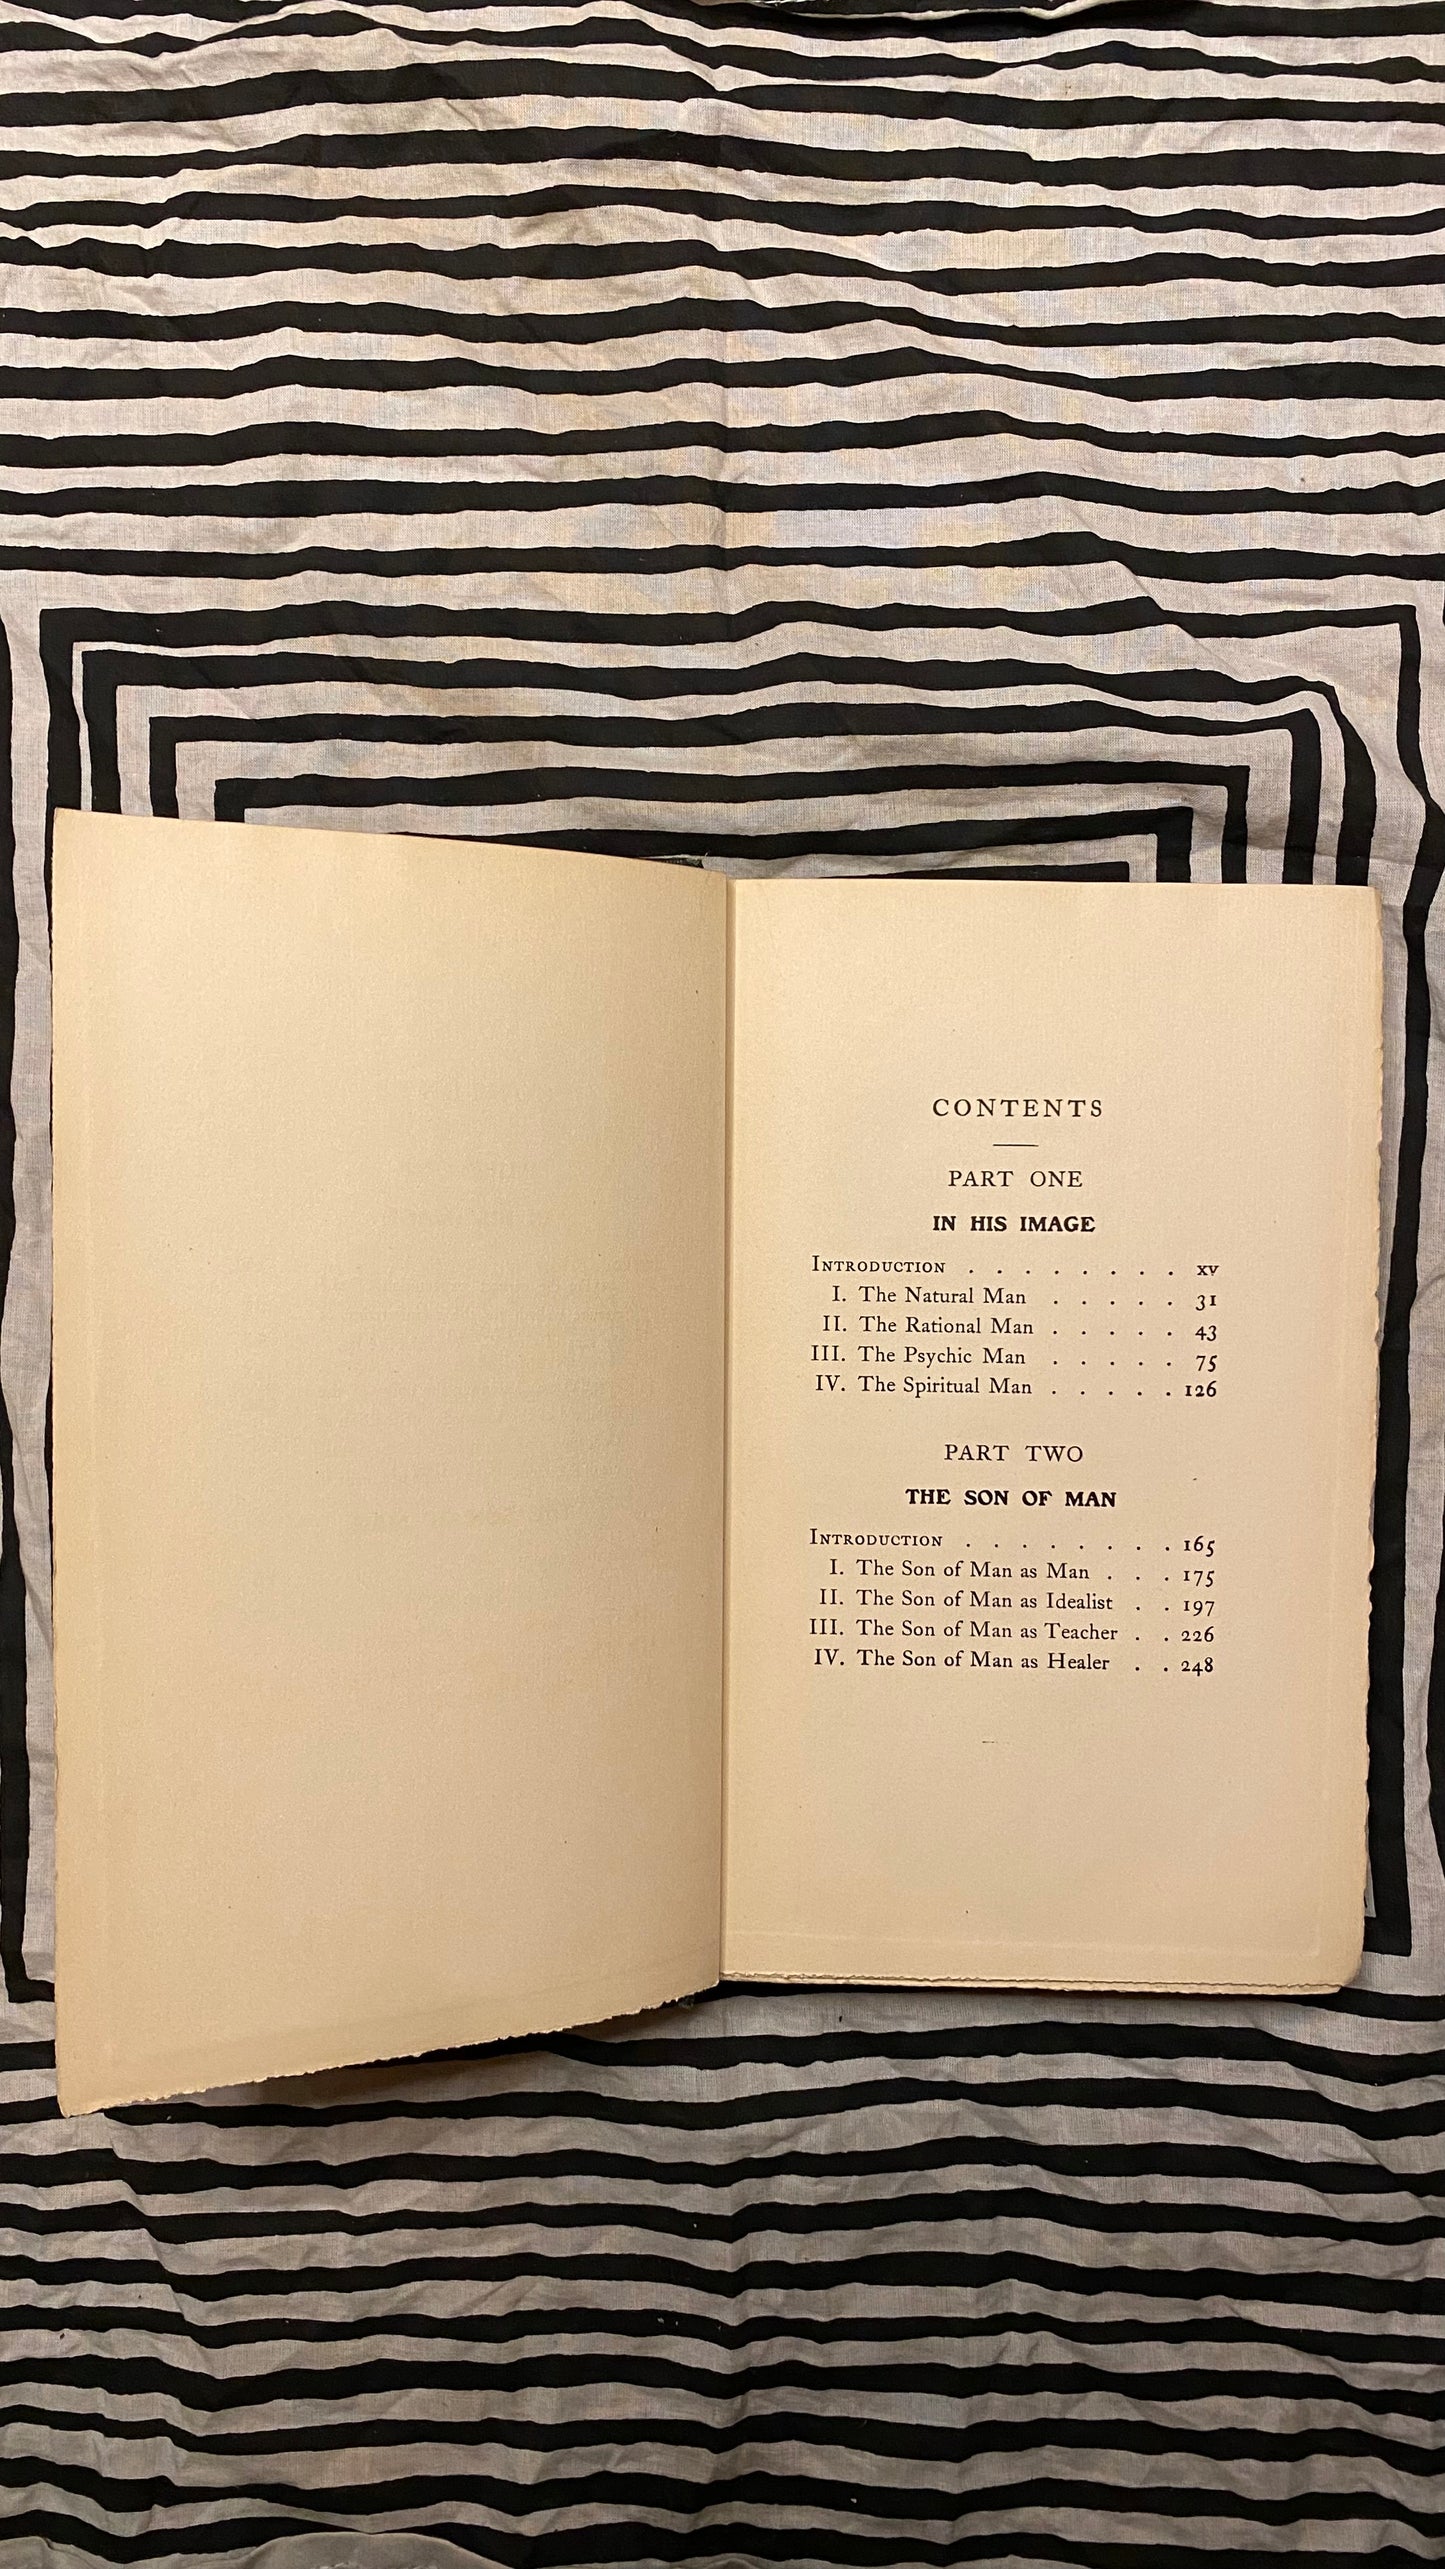 CONTENTS
PART ONE
IN HIS IMAGE
INTRODUCTION . . . . . . . . xv
I. The Natural Man . . . . . 31
II. The Rational Man . . . . . 43
III. The Psychic Man . . . . . 75
IV. The Spiritual Man . . . . . 126
PART TWO
THE SON OF MAN
INTRODUCTION . . . . . . . . 165
I. The Son of Man as Man . . . 175
II. The Son of Man as Idealist . . 197
III. The Son of Man as Teacher . . 226
IV. The Son of Man as Healer . . 248